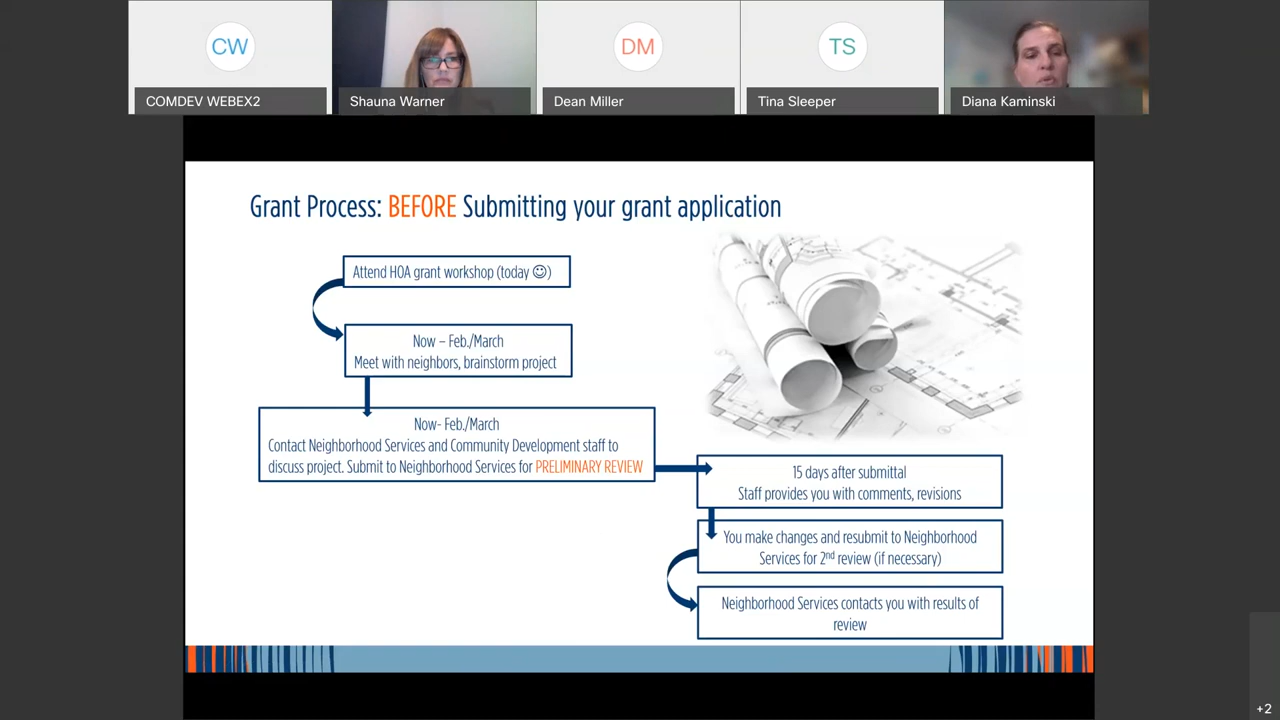 CW
DM
TS
COMDEV WEBEX2
Shauna Warner
Dean Miller
Tina Sleeper
Diana Kaminski
Grant Process: BEFORE Submitting your grant application
Attend HOA grant workshop (today ☺)
Now – Feb./March
Meet with neighbors, brainstorm project
Now- Feb./March
Contact Neighborhood Services and Community Development staff to
discuss project. Submit to Neighborhood Services for PRELIMINARY REVIEW
15 days after submittal
Staff provides you with comments, revisions
You make changes and resubmit to Neighborhood
Services for 2nd review (if necessary)
Neighborhood Services contacts you with results of
review
+2